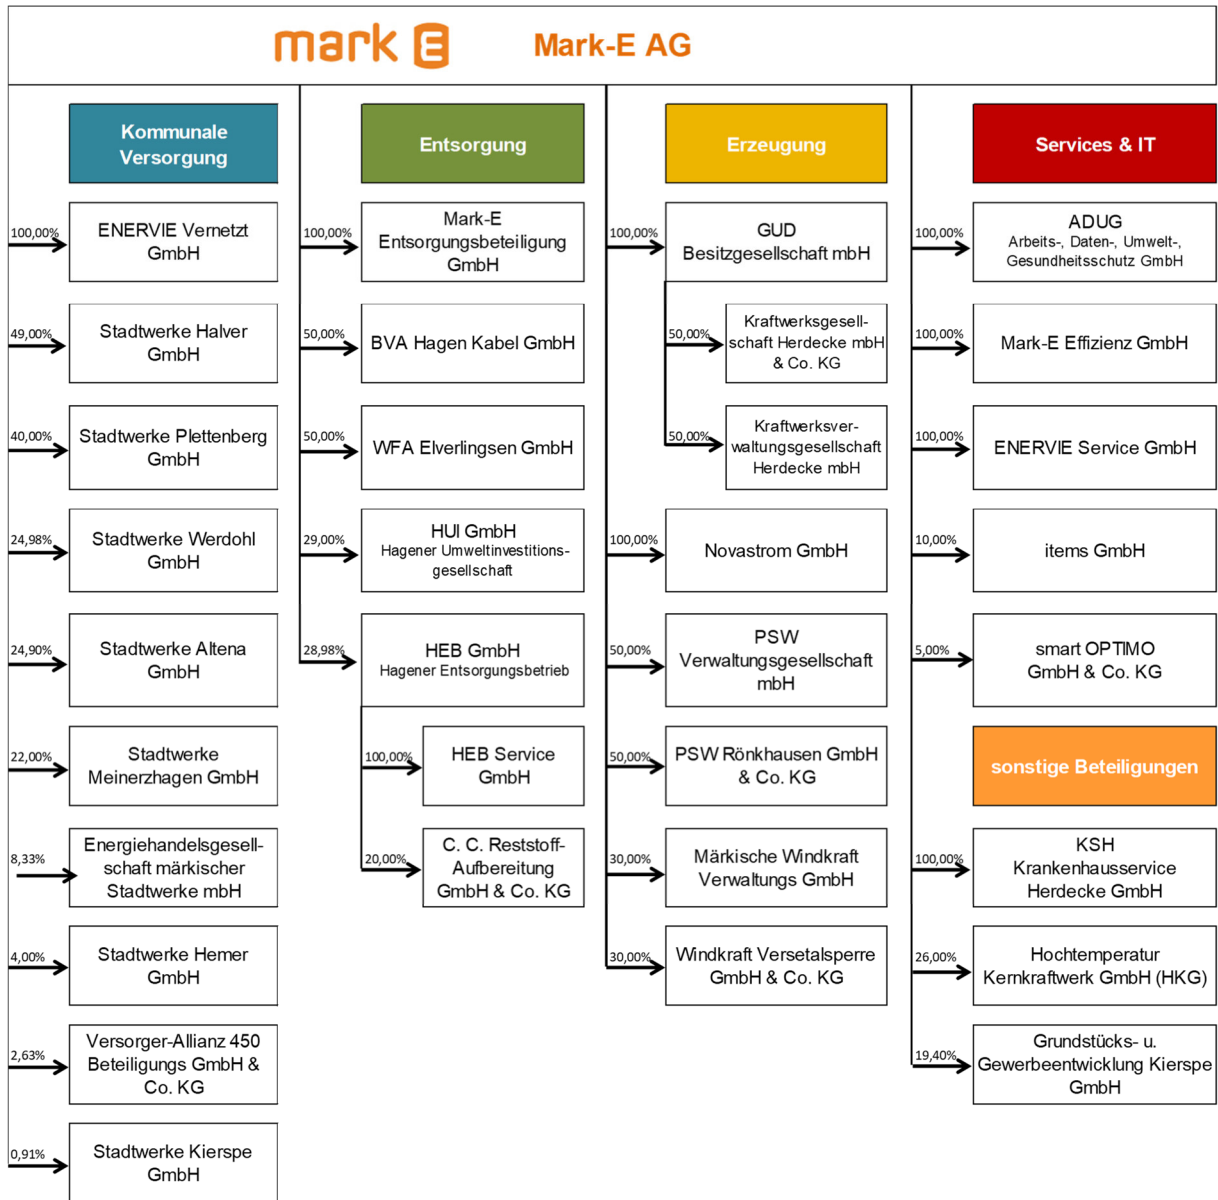 mark E
Mark-E AG
Kommunale
Versorgung
100,00%
ENERVIE Vernetzt
GmbH
49,00%
Stadtwerke Halver
GmbH
40,00%
Stadtwerke Plettenberg
GmbH
24,98%
Stadtwerke Werdohl
GmbH
24,90%
Stadtwerke Altena
GmbH
22,00%
Stadtwerke
Meinerzhagen GmbH
8,33%
Energiehandelsgesell-
schaft märkischer
Stadtwerke mbH
4,00%
Stadtwerke Hemer
GmbH
2,63%
Versorger-Allianz 450
Beteiligungs GmbH &
Co. KG
0,91%
Stadtwerke Kierspe
GmbH
Entsorgung
100,00%
Mark-E
Entsorgungsbeteiligung
GmbH
50,00%
BVA Hagen Kabel GmbH
50,00%
WFA Elverlingsen GmbH
29,00%
HUI GmbH
Hagener Umweltinvestitions-
gesellschaft
28,98%
HEB GmbH
Hagener Entsorgungsbetrieb
100,00%
HEB Service
GmbH
20,00%
C. C. Reststoff-
Aufbereitung
GmbH & Co. KG
Erzeugung
100,00%
GUD
Besitzgesellschaft mbH
50,00%
Kraftwerksgesell-
schaft Herdecke mbH
& Co. KG
50,00%
Kraftwerksver-
waltungsgesellschaft
Herdecke mbH
100,00%
Novastrom GmbH
50,00%
PSW
Verwaltungsgesellschaft
mbH
50,00%
PSW Rönkhausen GmbH
& Co. KG
30,00%
Märkische Windkraft
Verwaltungs GmbH
30,00%
Windkraft Versetalsperre
GmbH & Co. KG
Services & IT
100,00%
ADUG
Arbeits-, Daten-, Umwelt-,
Gesundheitsschutz GmbH
100,00%
Mark-E Effizienz GmbH
100,00%
ENERVIE Service GmbH
10,00%
items GmbH
5,00%
smart OPTIMO
GmbH & Co. KG
sonstige Beteiligungen
100,00%
KSH
Krankenhausservice
Herdecke GmbH
26,00%
Hochtemperatur
Kernkraftwerk GmbH (HKG)
19,40%
Grundstücks- u.
Gewerbeentwicklung Kierspe
GmbH